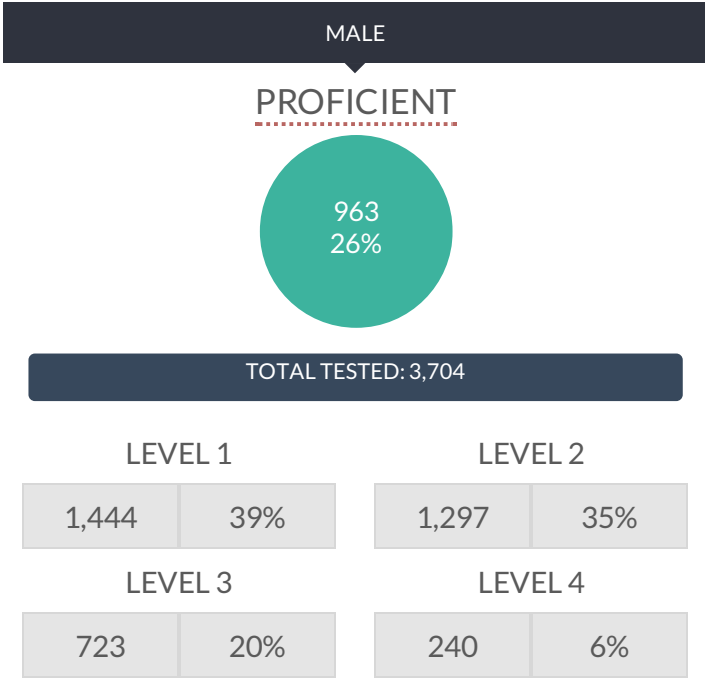 MALE
PROFICIENT
963
26%
TOTAL TESTED: 3,704
LEVEL 1 LEVEL 2
1,444 39% 1,297 35%
LEVEL 3 LEVEL 4
723 20% 240 6%